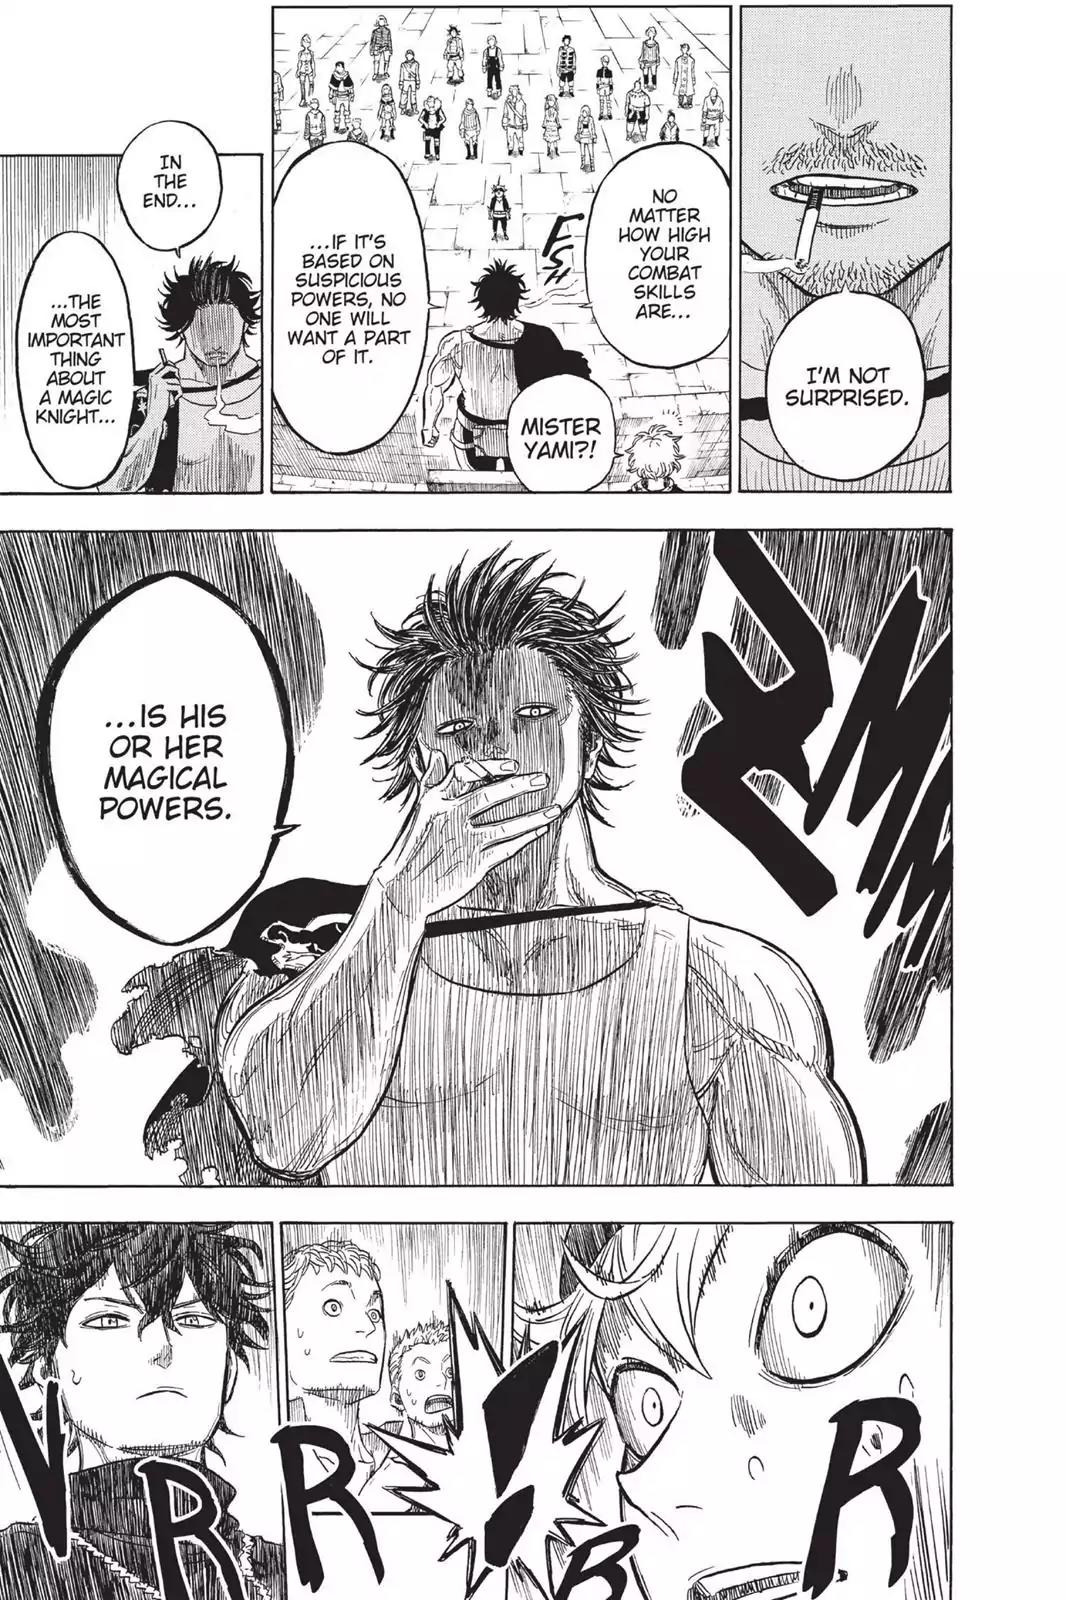 I'M NOT
SURPRISED.
NO
MATTER
HOW HIGH
YOUR
COMBAT
SKILLS
ARE...
FSH
...IF IT'S
BASED ON
SUSPICIOUS
POWERS, NO
ONE WILL
WANT A PART
OF IT.
MISTER
YAMI?!
IN
THE
END...
...THE
MOST
IMPORTANT
THING
ABOUT
A MAGIC
KNIGHT...
...IS HIS
OR HER
MAGICAL
POWERS.
!
R
R
R
R